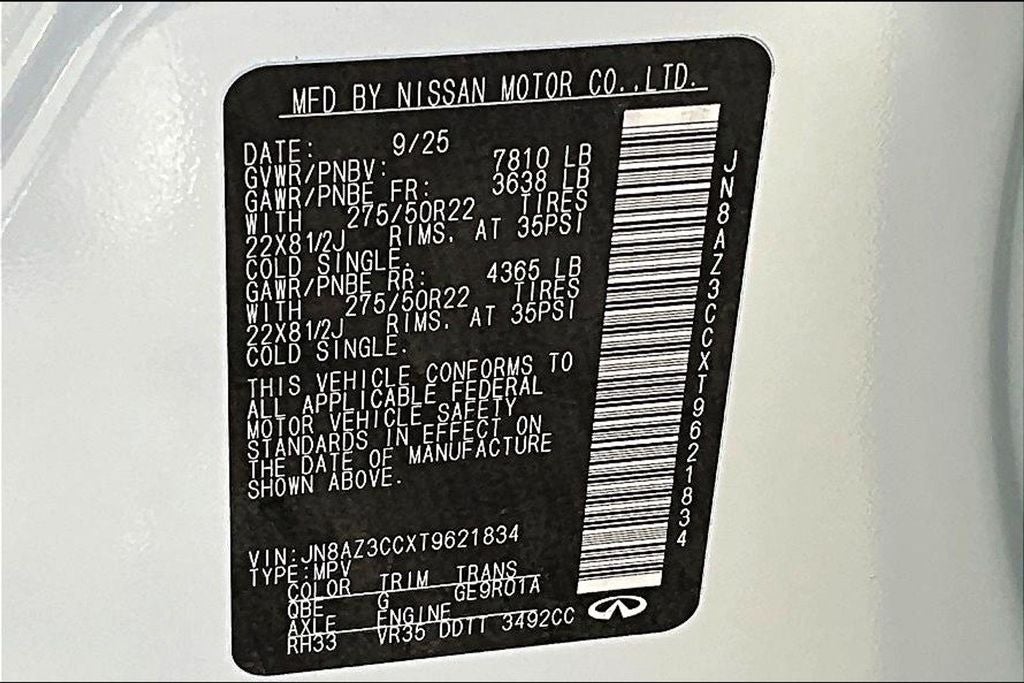 MFD BY NISSAN MOTOR CO.,LTD.
DATE: 9/25
GVWR/PNBV: 7810 LB
GAWR/PNBE FR: 3638 LB
WITH 275/50R22 TIRES
22X81/2J RIMS, AT 35PSI
COLD SINGLE.
GAWR/PNBE RR: 4365 LB
WITH 275/50R22 TIRES
22X81/2J RIMS, AT 35PSI
COLD SINGLE.
THIS VEHICLE CONFORMS TO
ALL APPLICABLE FEDERAL
MOTOR VEHICLE SAFETY
STANDARDS IN EFFECT ON
THE DATE OF MANUFACTURE
SHOWN ABOVE.
VIN:JN8AZ3CCXT9621834
TYPE:MPV
COLOR TRIM TRANS
QBE G GE9R01A
AXLE ENGINE
RH33 VR35 DDTT 3492CC
JN8AZ3CCXT9621834